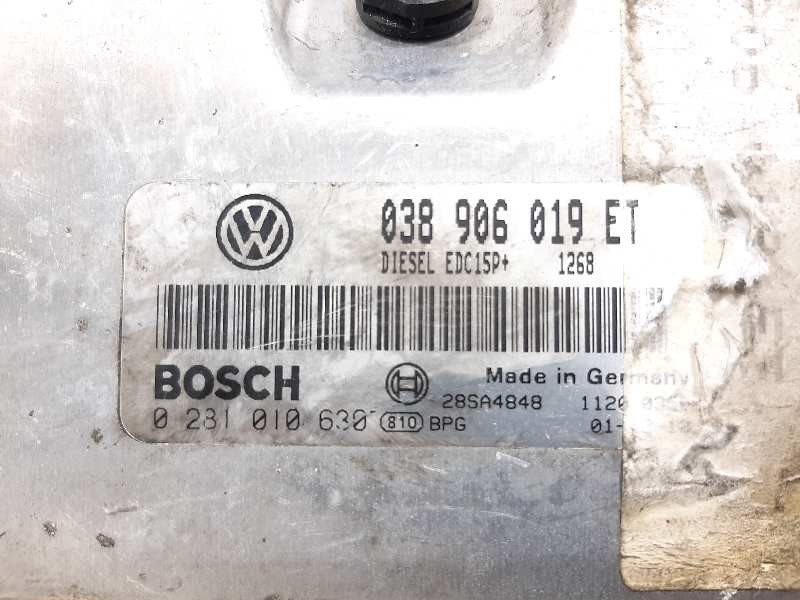 038 906 019 ET
DIESEL EDC15P+ 1268
BOSCH
Made in Germany
0 281 010 630
810 BPG
28SA4848